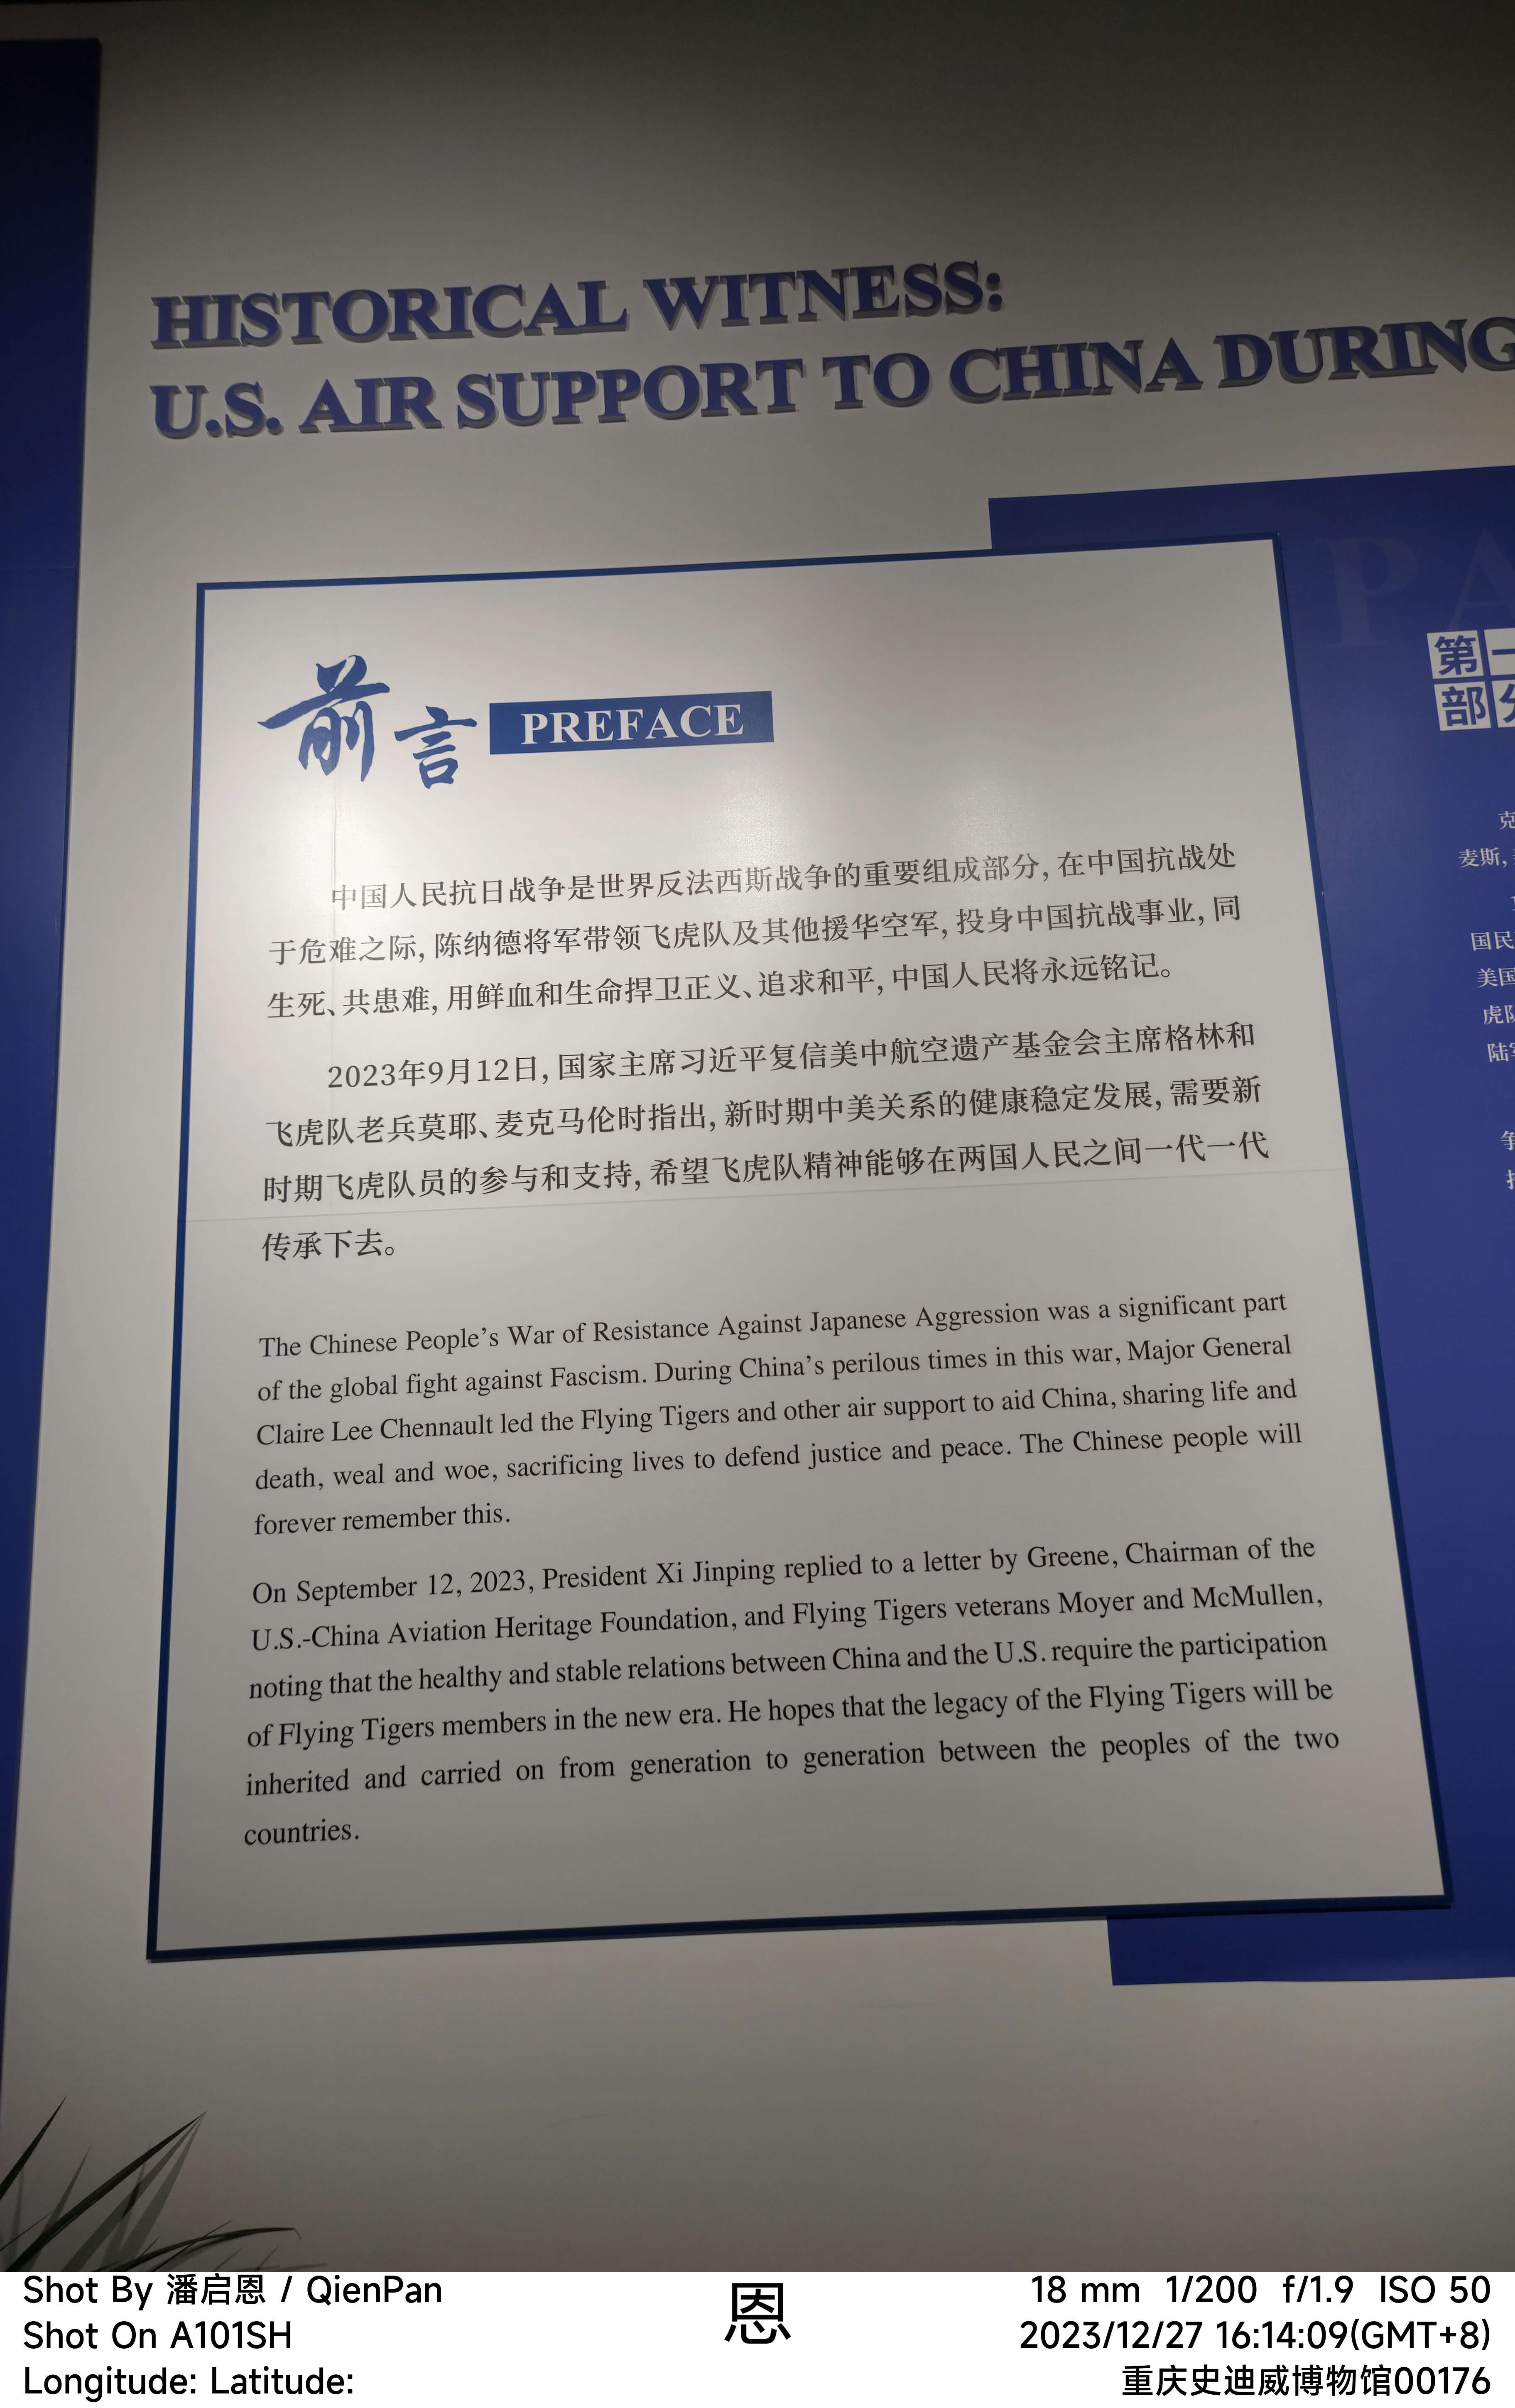 HISTORICAL WITNESS:
U.S. AIR SUPPORT TO CHINA DURING
前言 PREFACE
中国人民抗日战争是世界反法西斯战争的重要组成部分,在中国抗战处
于危难之际,陈纳德将军带领飞虎队及其他援华空军,投身中国抗战事业,同
生死、共患难,用鲜血和生命捍卫正义、追求和平,中国人民将永远铭记。
2023年9月12日,国家主席习近平复信美中航空遗产基金会主席格林和
飞虎队老兵莫耶、麦克马伦时指出,新时期中美关系的健康稳定发展,需要新
时期飞虎队员的参与和支持,希望飞虎队精神能够在两国人民之间一代一代
传承下去。
The Chinese People’s War of Resistance Against Japanese Aggression was a significant part
of the global fight against Fascism. During China’s perilous times in this war, Major General
Claire Lee Chennault led the Flying Tigers and other air support to aid China, sharing life and
death, weal and woe, sacrificing lives to defend justice and peace. The Chinese people will
forever remember this.
On September 12, 2023, President Xi Jinping replied to a letter by Greene, Chairman of the
U.S.-China Aviation Heritage Foundation, and Flying Tigers veterans Moyer and McMullen,
noting that the healthy and stable relations between China and the U.S. require the participation
of Flying Tigers members in the new era. He hopes that the legacy of the Flying Tigers will be
inherited and carried on from generation to generation between the peoples of the two
countries.
PA
第一
部分
克
麦斯,
国民
美国
虎队
陆军
争
Shot By 潘启恩 / QienPan
Shot On A101SH
Longitude: Latitude:
恩
18 mm 1/200 f/1.9 ISO 50
2023/12/27 16:14:09(GMT+8)
重庆史迪威博物馆00176